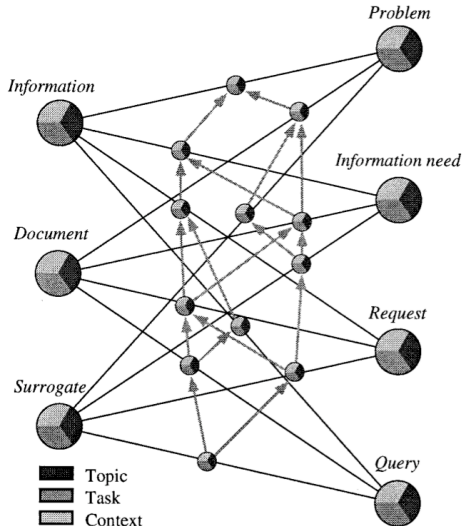 Problem
Information
Information need
Document
Request
Surrogate
Query
Topic
Task
Context